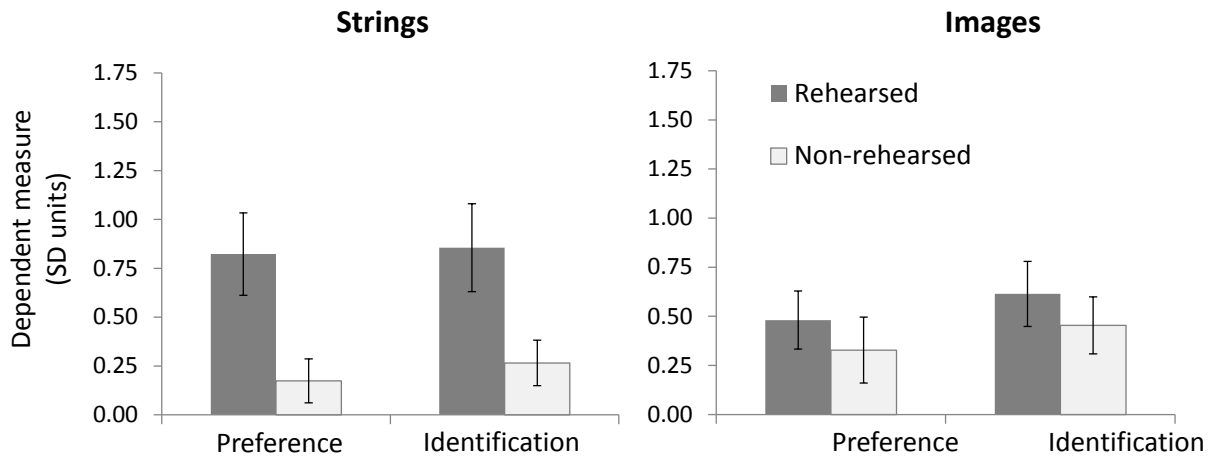 Strings
Images
Dependent measure
(SD units)
1.75
1.50
1.25
1.00
0.75
0.50
0.25
0.00
Preference
Identification
1.75
1.50
1.25
1.00
0.75
0.50
0.25
0.00
Rehearsed
Non-rehearsed
Preference
Identification